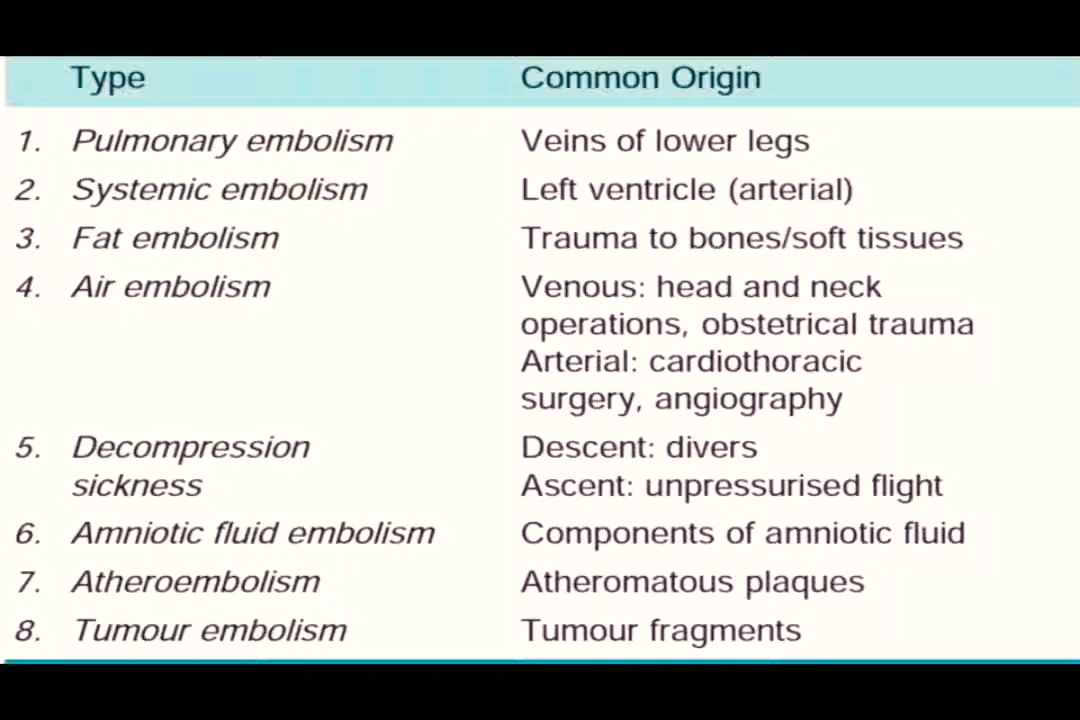 Type Common Origin
1. Pulmonary embolism Veins of lower legs
2. Systemic embolism Left ventricle (arterial)
3. Fat embolism Trauma to bones/soft tissues
4. Air embolism Venous: head and neck
operations, obstetrical trauma
Arterial: cardiothoracic
surgery, angiography
5. Decompression Descent: divers
sickness Ascent: unpressurised flight
6. Amniotic fluid embolism Components of amniotic fluid
7. Atheroembolism Atheromatous plaques
8. Tumour embolism Tumour fragments